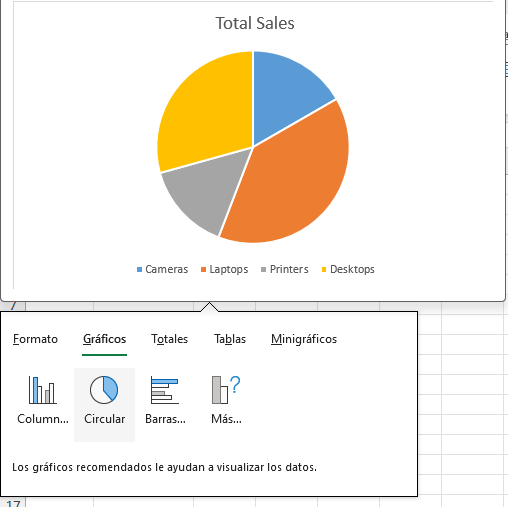 Total Sales
Cameras Laptops Printers Desktops
7
Formato Gráficos Totales Tablas Minigráficos
Column... Circular Barras... Más...
Los gráficos recomendados le ayudan a visualizar los datos.
17